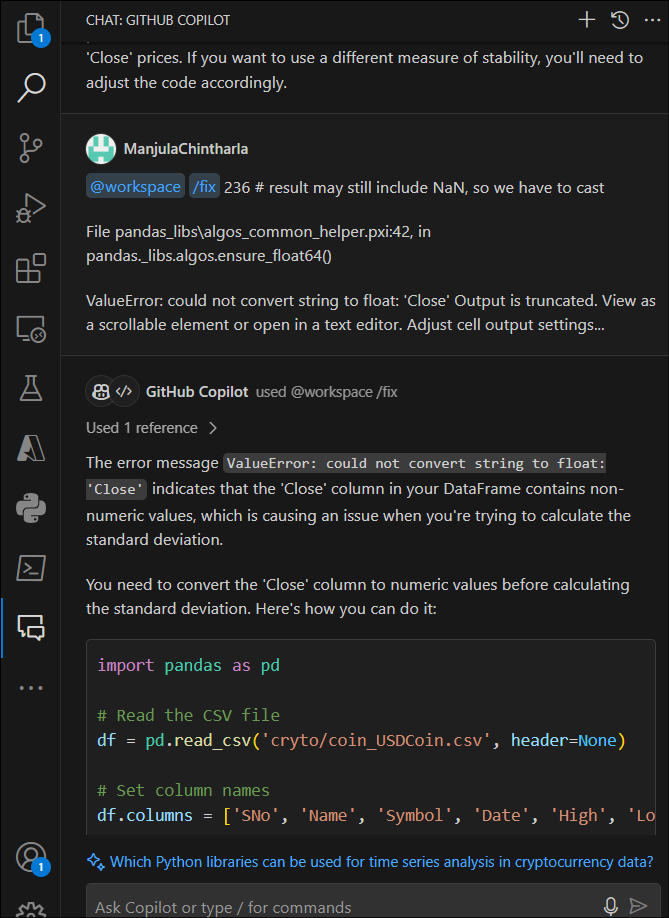 CHAT: GITHUB COPILOT
1
'Close' prices. If you want to use a different measure of stability, you'll need to
adjust the code accordingly.
ManjulaChintharla
@workspace /fix 236 # result may still include NaN, so we have to cast
File pandas_libs\algos_common_helper.pxi:42, in
pandas._libs.algos.ensure_float64()
ValueError: could not convert string to float: 'Close' Output is truncated. View as
a scrollable element or open in a text editor. Adjust cell output settings...
GitHub Copilot used @workspace /fix
Used 1 reference
The error message ValueError: could not convert string to float:
'Close' indicates that the 'Close' column in your DataFrame contains non-
numeric values, which is causing an issue when you're trying to calculate the
standard deviation.
You need to convert the 'Close' column to numeric values before calculating
the standard deviation. Here's how you can do it:
import pandas as pd
# Read the CSV file
df = pd.read_csv('cryto/coin_USDCoin.csv', header=None)
# Set column names
df.columns = ['SNo', 'Name', 'Symbol', 'Date', 'High', 'Lo
1
Which Python libraries can be used for time series analysis in cryptocurrency data?
Ask Copilot or type / for commands